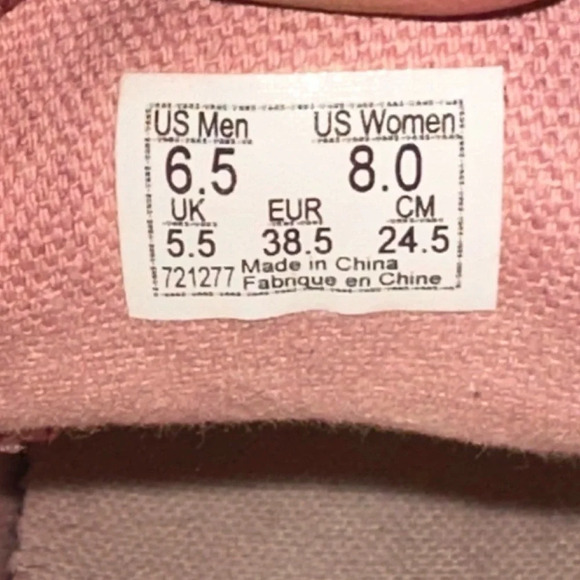 US Men US Women
6.5 8.0
UK EUR CM
5.5 38.5 24.5
721277 Made in China
Fabrique en Chine